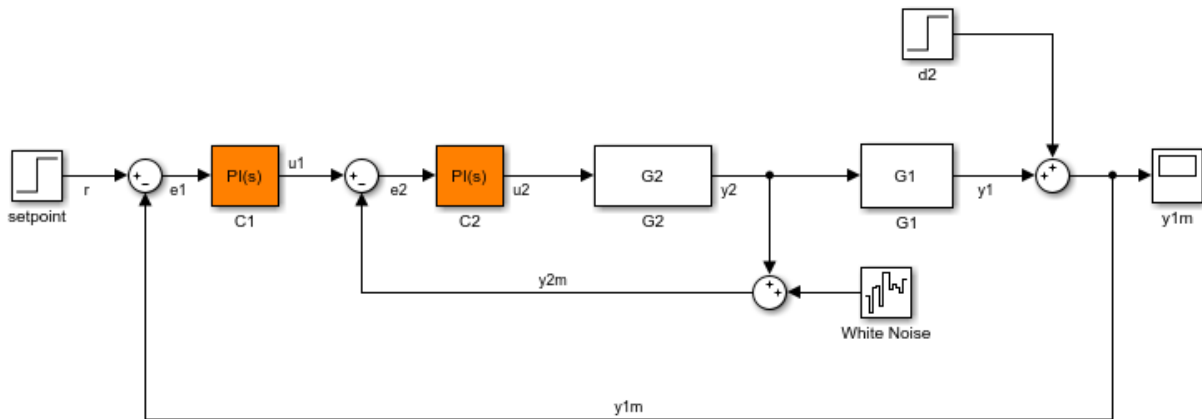 d2
PI(s)
u1
PI(s)
G2
G1
r
e1
e2
u2
y2
y1
setpoint
C1
C2
G2
G1
y1m
y2m
White Noise
y1m